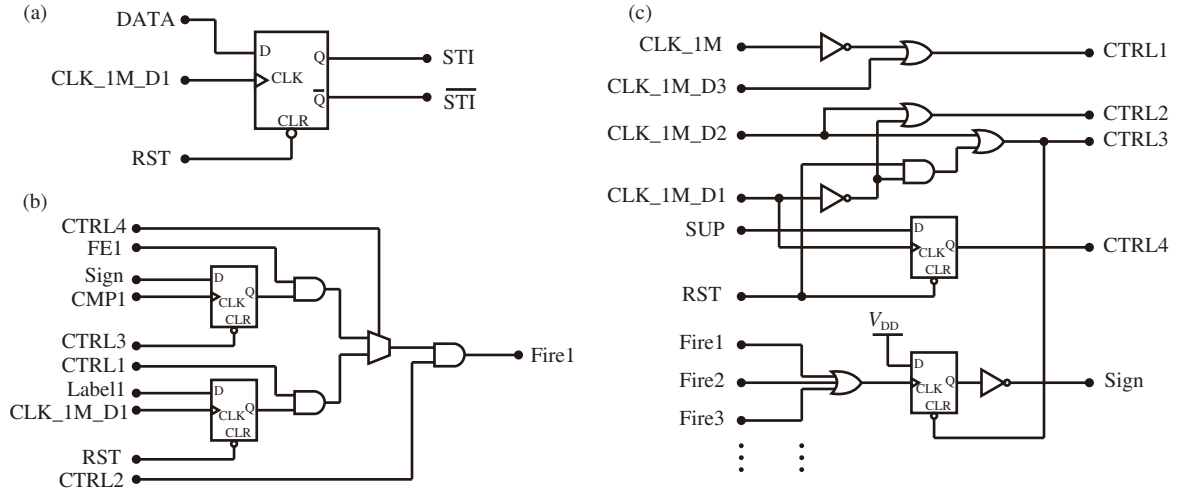 (a)
DATA
D
Q
STI
CLK_1M_D1
CLK
Q̅
S̅T̅I̅
CLR
RST
(b)
CTRL4
FE1
Sign
D
Q
CMP1
CLK
CLR
CTRL3
CTRL1
Label1
D
Q
CLK_1M_D1
CLK
CLR
RST
CTRL2
Fire1
(c)
CLK_1M
CTRL1
CLK_1M_D3
CTRL2
CLK_1M_D2
CTRL3
CLK_1M_D1
SUP
D
CLK
Q
CTRL4
CLR
RST
V_DD
Fire1
D
Fire2
CLK
Q
Sign
CLR
Fire3